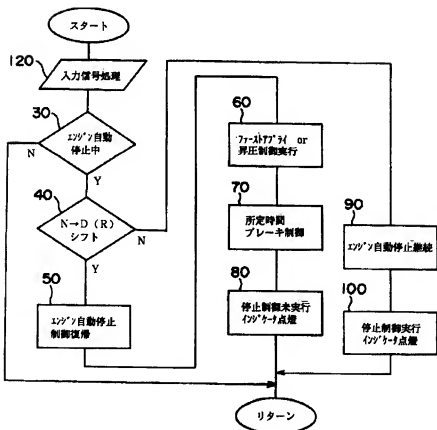 スタート
120
入力信号処理
30
エンジン自動
停止中
N
Y
40
N→D (R)
シフト
N
Y
50
エンジン自動停止
制御復帰
60
ファーストアプライ or
昇圧制御実行
70
所定時間
ブレーキ制御
80
停止制御未実行
インジケータ点燈
90
エンジン自動停止継続
100
停止制御実行
インジケータ点燈
リターン